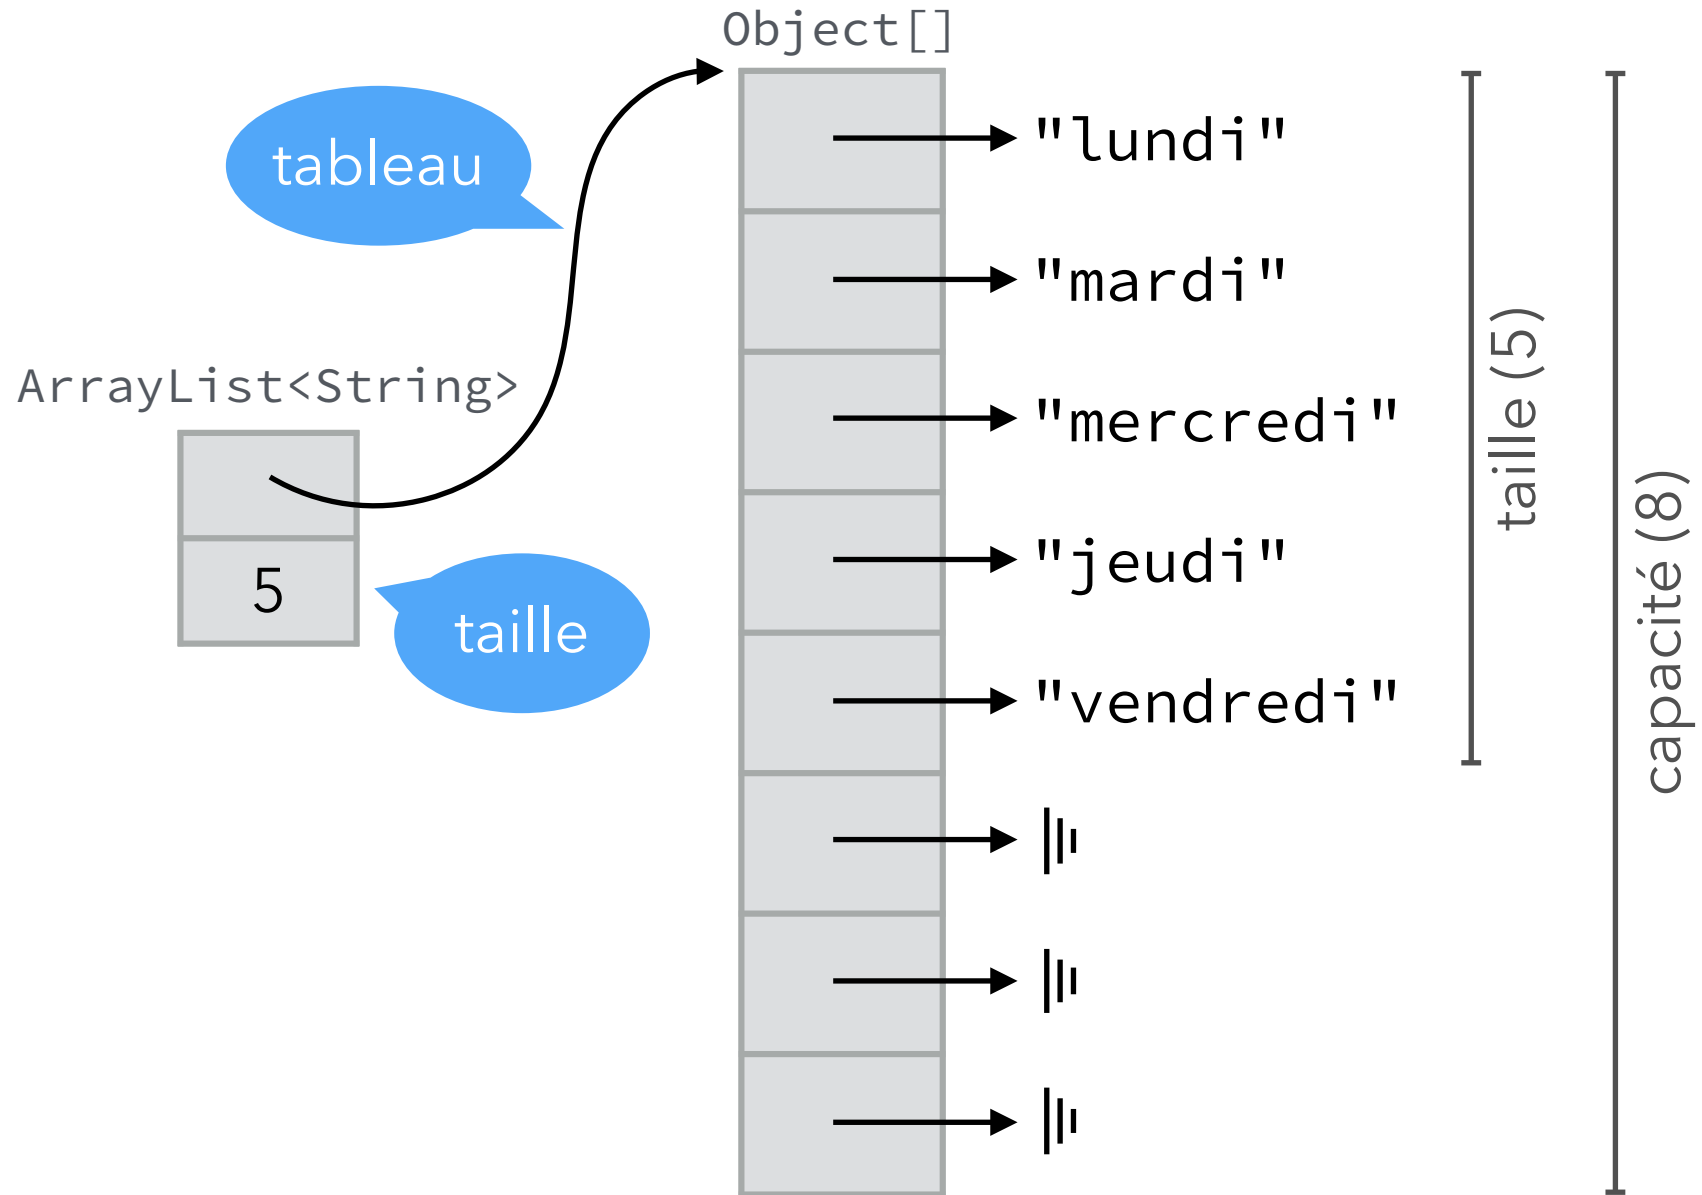 Object[]
tableau
"lundi"
"mardi"
ArrayList<String>
"mercredi"
5
taille
"jeudi"
"vendredi"
taille (5)
capacité (8)